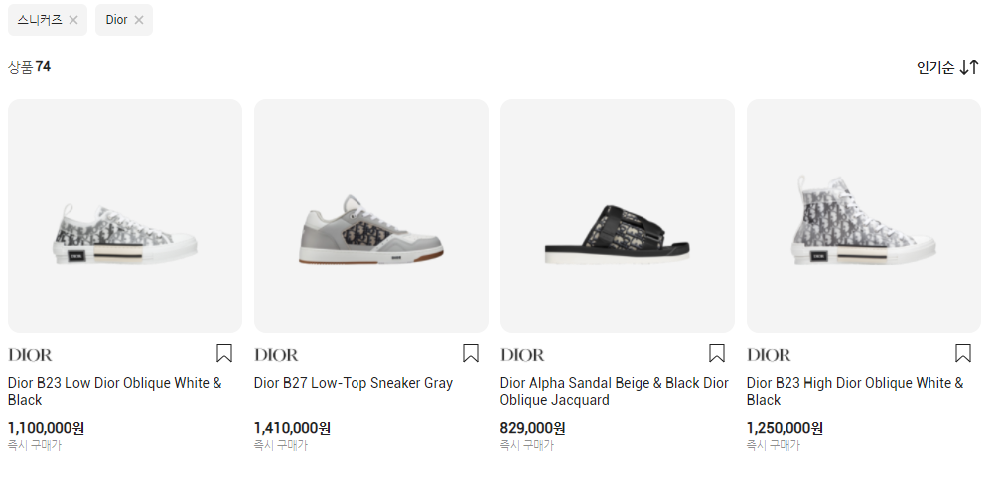 스니커즈 Dior
상품 74
인기순
DIOR
Dior B23 Low Dior Oblique White &
Black
1,100,000원
즉시 구매가
DIOR
Dior B27 Low-Top Sneaker Gray
1,410,000원
즉시 구매가
DIOR
Dior Alpha Sandal Beige & Black Dior
Oblique Jacquard
829,000원
즉시 구매가
DIOR
DIOR
Dior B23 High Dior Oblique White &
Black
1,250,000원
즉시 구매가